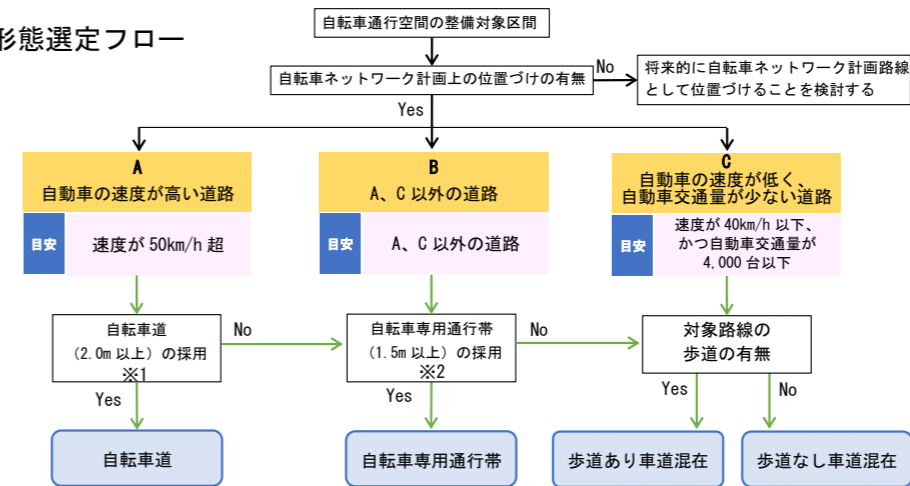 形態選定フロー
自転車通行空間の整備対象区間
自転車ネットワーク計画上の位置づけの有無
No
将来的に自転車ネットワーク計画路線
として位置づけることを検討する
Yes
A
自動車の速度が高い道路
目安
速度が 50km/h 超
B
A、C 以外の道路
目安
A、C 以外の道路
C
自動車の速度が低く、
自動車交通量が少ない道路
目安
速度が 40km/h 以下、
かつ自動車交通量が
4,000 台以下
自転車道
（2.0m 以上）の採用
※1
No
自転車専用通行帯
（1.5m 以上）の採用
※2
No
対象路線の
歩道の有無
Yes
Yes
Yes
No
自転車道
自転車専用通行帯
歩道あり車道混在
歩道なし車道混在